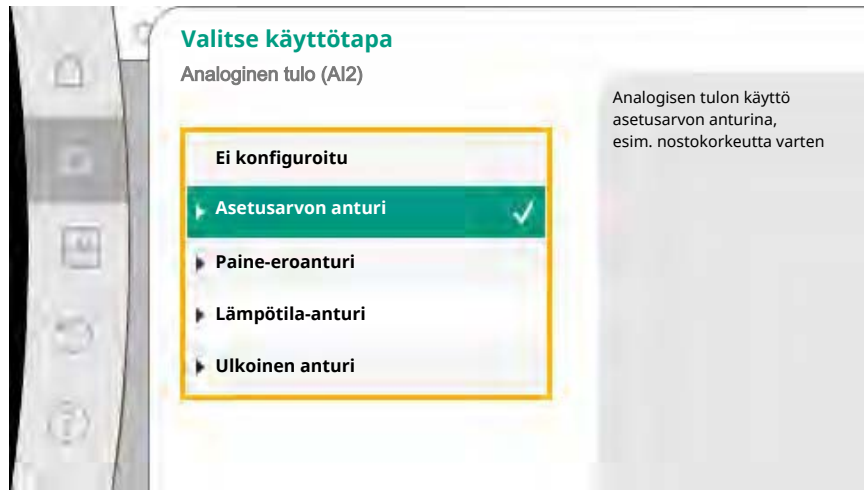 Valitse käyttötapa
Analoginen tulo (AI2)
Ei konfiguroitu
Asetusarvon anturi
Paine-eroanturi
Lämpötila-anturi
Ulkoinen anturi
Analogisen tulon käyttö
asetusarvon anturina,
esim. nostokorkeutta varten